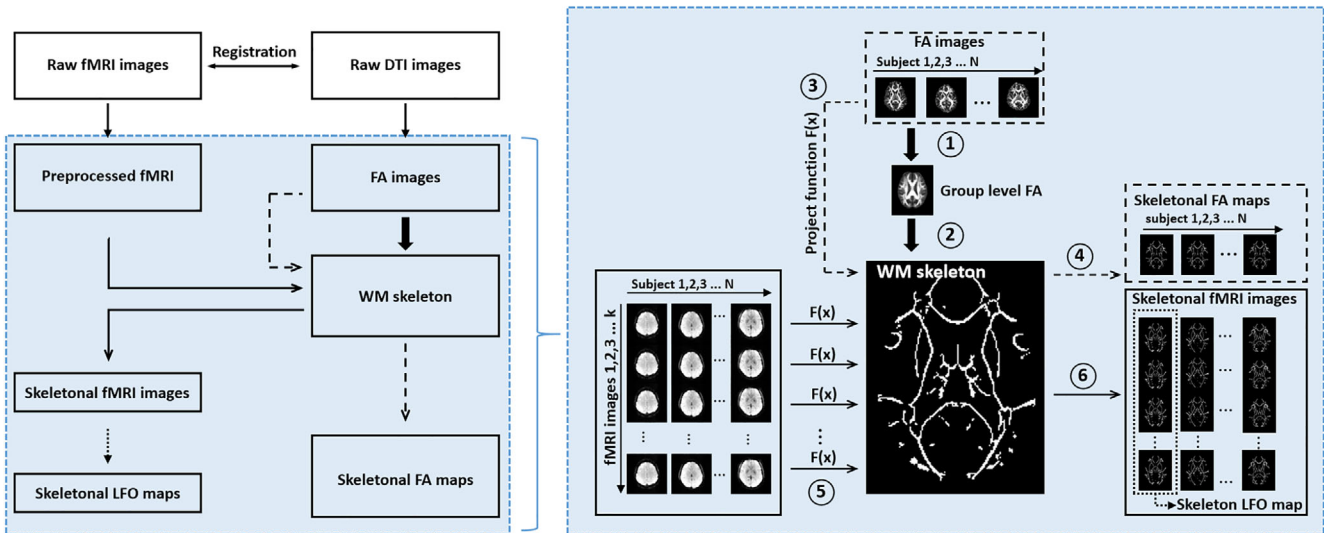 Raw fMRI images
Registration
Raw DTI images
Preprocessed fMRI
FA images
WM skeleton
Skeletonal fMRI images
Skeletonal LFO maps
Skeletonal FA maps
FA images
Subject 1,2,3 ... N
...
3
Project function F(x)
1
Group level FA
2
WM skeleton
Subject 1,2,3 ... N
fMRI images 1,2,3 ... k
...
...
...
...
F(x)
F(x)
F(x)
F(x)
5
4
Skeletonal FA maps
subject 1,2,3 ... N
...
6
Skeletonal fMRI images
...
...
...
...
Skeleton LFO map